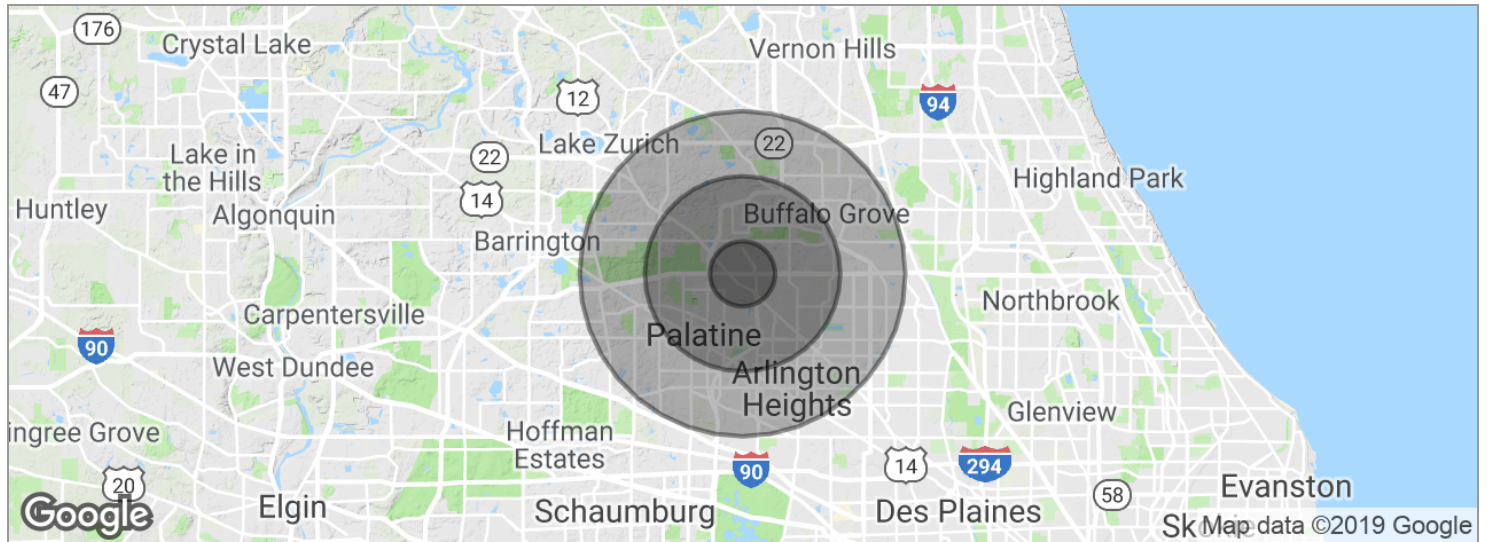 176
Crystal Lake
Vernon Hills
47
12
94
Lake Zurich
22
22
Lake in
the Hills
14
Highland Park
Huntley
Algonquin
Buffalo Grove
Barrington
Northbrook
Carpentersville
90
Palatine
West Dundee
Arlington
Heights
Glenview
ingree Grove
Hoffman
Estates
90
14
294
20
58
Evanston
Google
Elgin
Schaumburg
Des Plaines
Sk
Map data ©2019 Google